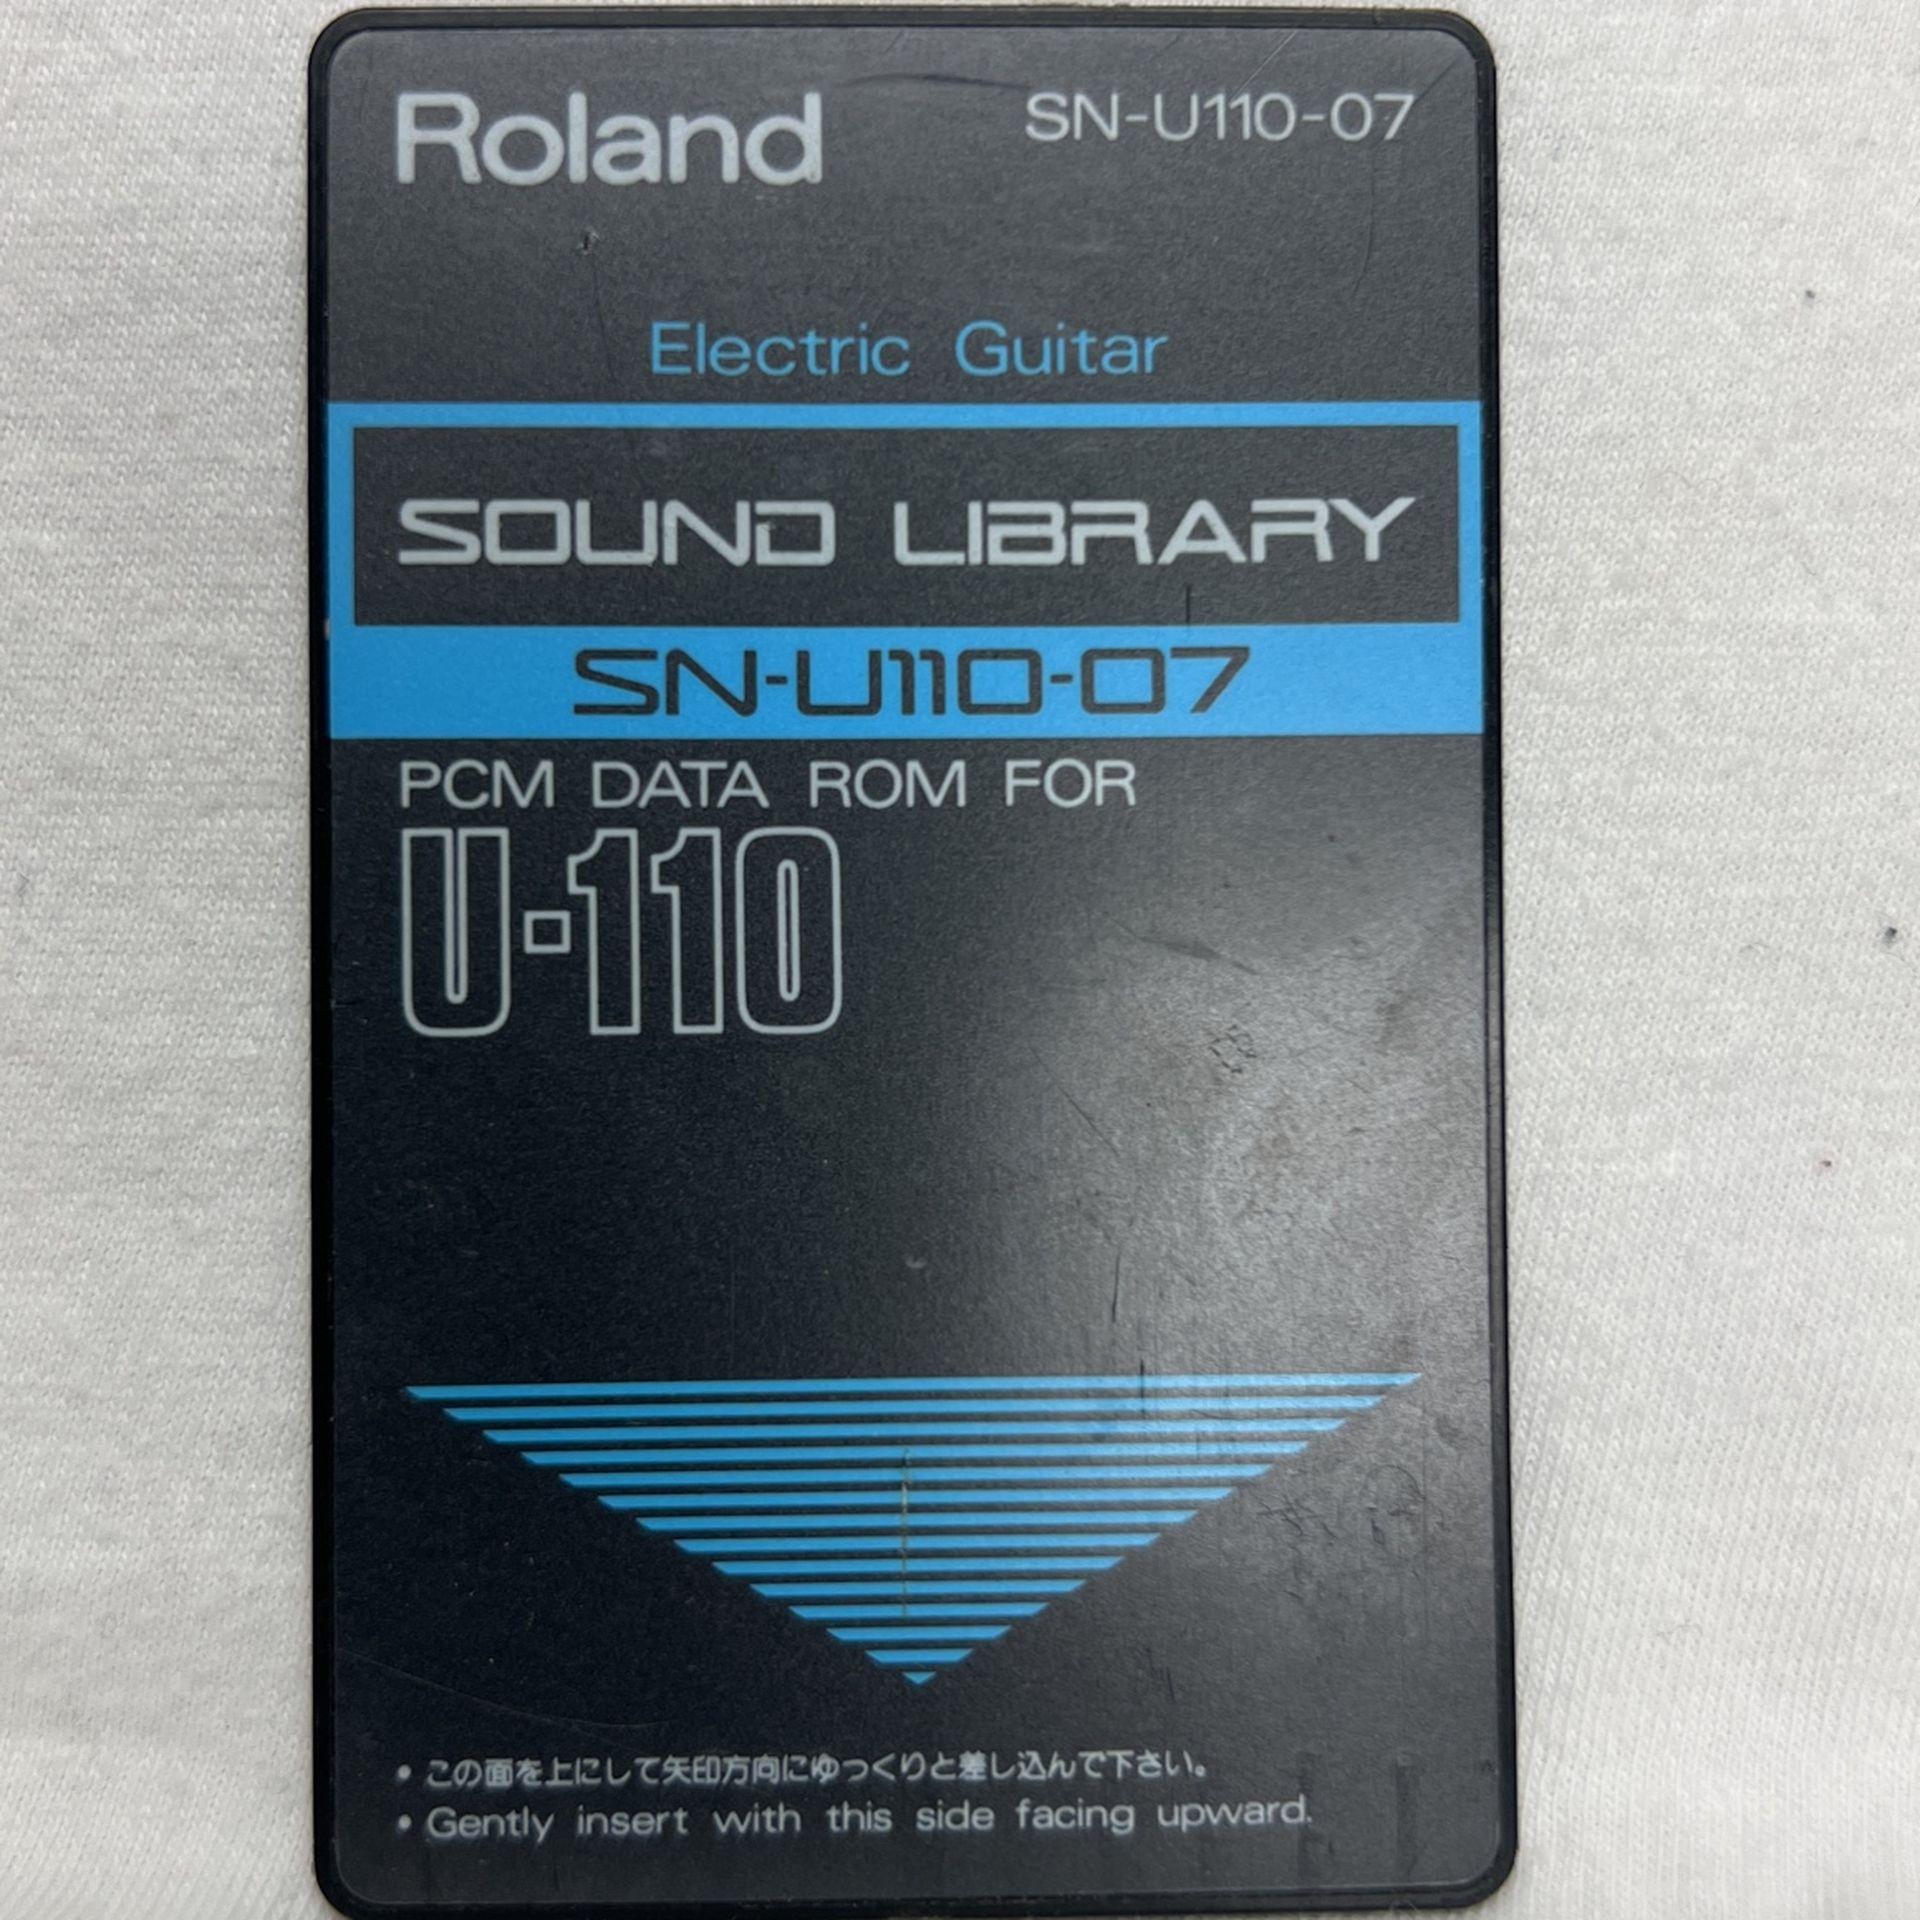 Roland
SN-U110-07
Electric Guitar
SOUND LIBRARY
SN-U110-07
PCM DATA ROM FOR
U-110
• この面を上にして矢印方向にゆっくりと差し込んで下さい。
• Gently insert with this side facing upward.